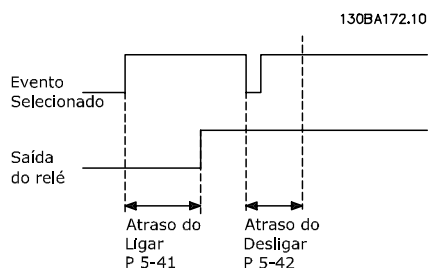 130BA172.10
Evento
Selecionado
Saída
do relé
Atraso do
Ligar
P 5-41
Atraso do
Desligar
P 5-42